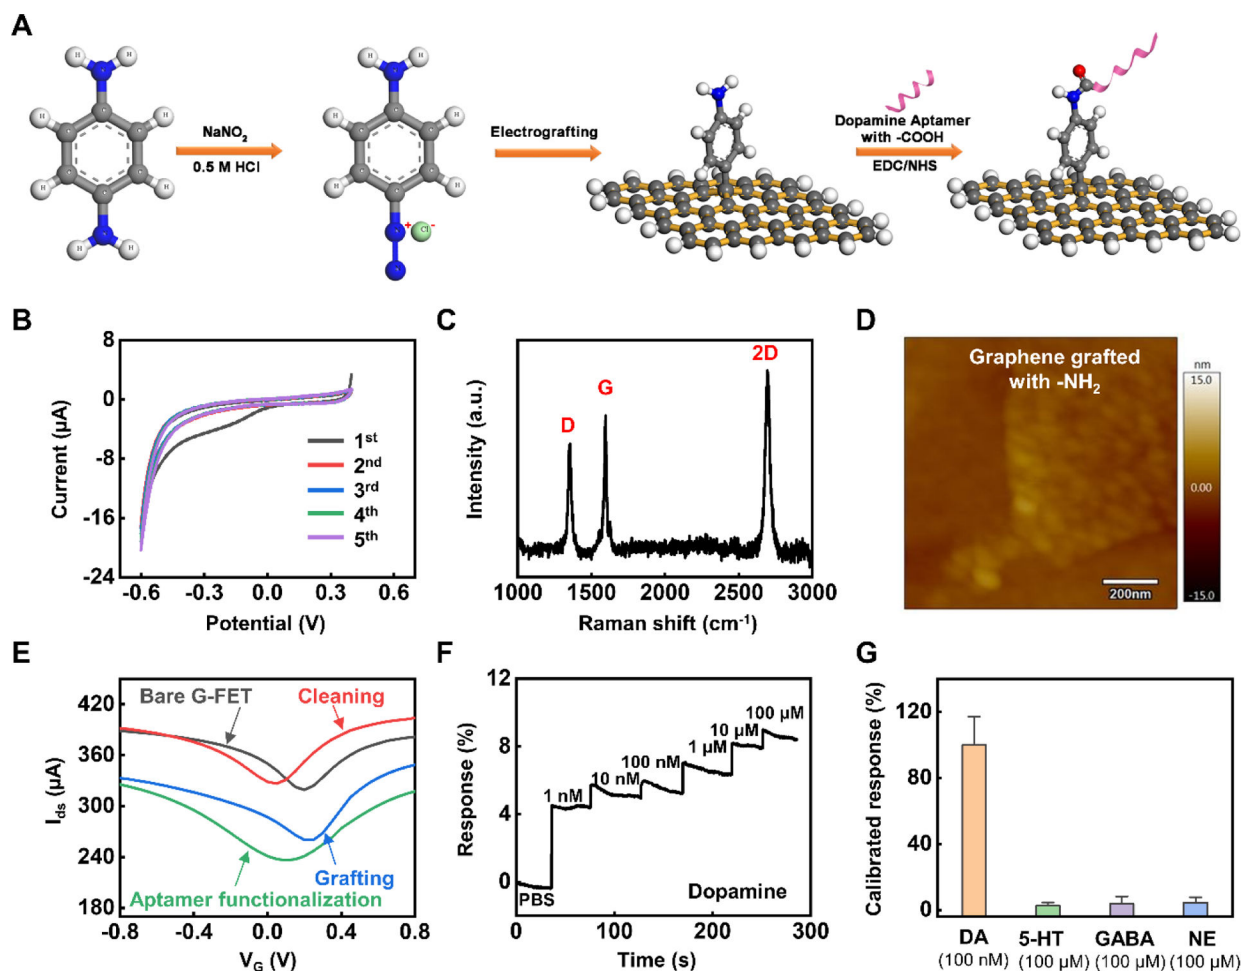 A
H H
H H
H H
H H
NaNO2
0.5 M HCl
H H
H H
H H
+ Cl -
Electrografting
Dopamine Aptamer
with -COOH
EDC/NHS
B
8
0
-8
-16
-24
Current (µA)
-0.6 -0.3 0.0 0.3 0.6
Potential (V)
1st
2nd
3rd
4th
5th
C
Intensity (a.u.)
D
G
2D
1000 1500 2000 2500 3000
Raman shift (cm-1)
D
Graphene grafted
with -NH2
200nm
nm
15.0
0.00
-15.0
E
420
360
300
240
180
Ids (µA)
Bare G-FET
Cleaning
Grafting
Aptamer functionalization
-0.8 -0.4 0.0 0.4 0.8
VG (V)
F
12
8
4
0
Response (%)
PBS
1 nM
10 nM
100 nM
1 µM
10 µM
100 µM
Dopamine
0 100 200 300
Time (s)
G
120
80
40
0
Calibrated response (%)
DA 5-HT GABA NE
(100 nM) (100 µM) (100 µM) (100 µM)